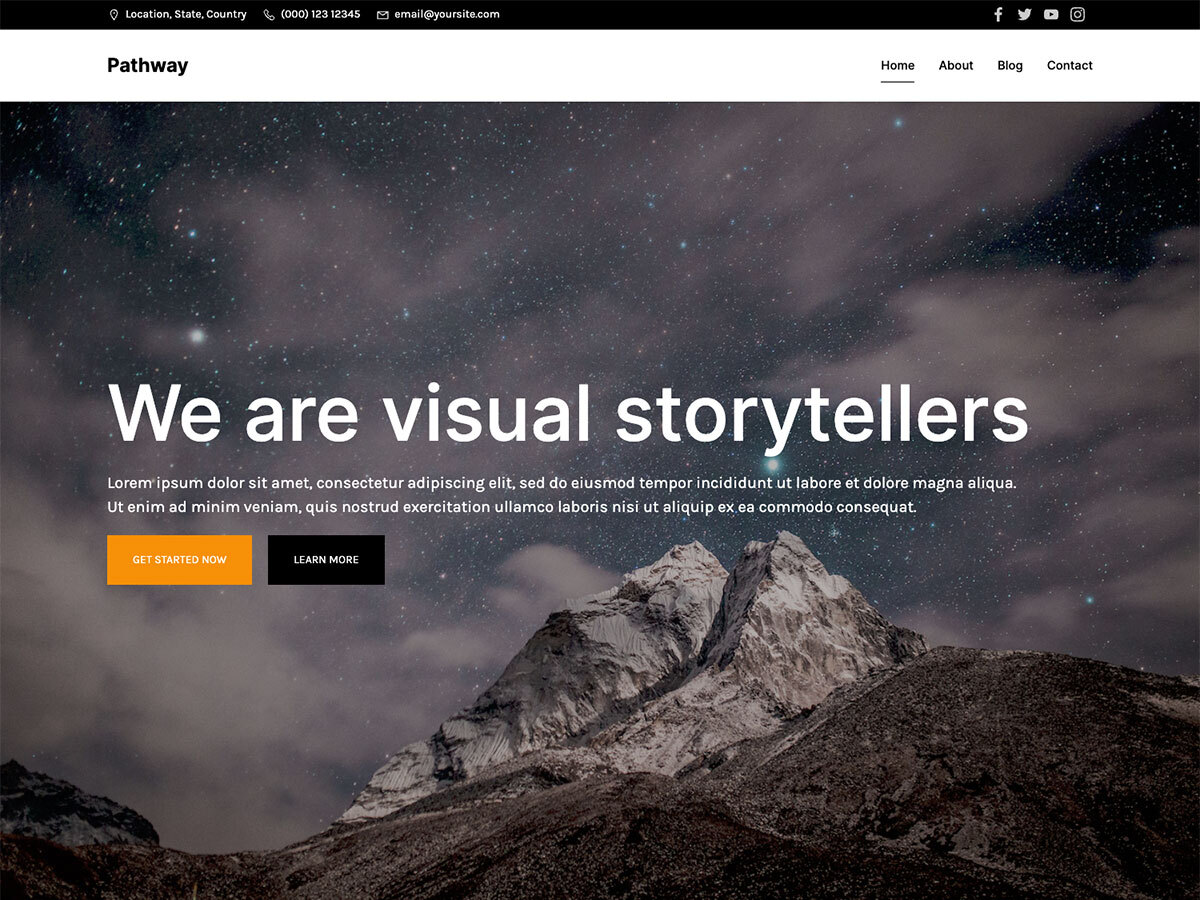 Location, State, Country (000) 123 12345 email@yoursite.com
Pathway Home About Blog Contact
We are visual storytellers
Lorem ipsum dolor sit amet, consectetur adipiscing elit, sed do eiusmod tempor incididunt ut labore et dolore magna aliqua.
Ut enim ad minim veniam, quis nostrud exercitation ullamco laboris nisi ut aliquip ex ea commodo consequat.
GET STARTED NOW LEARN MORE